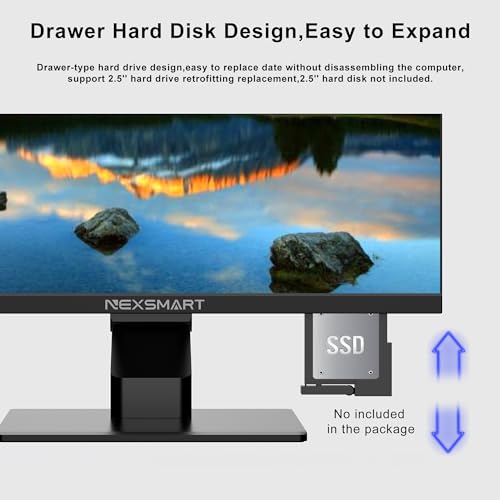 Drawer Hard Disk Design,Easy to Expand
Drawer-type hard drive design,easy to replace date without disassembling the computer,
support 2.5'' hard drive retrofitting replacement,2.5'' hard disk not included.
NEXSMART
SSD
No included
in the package